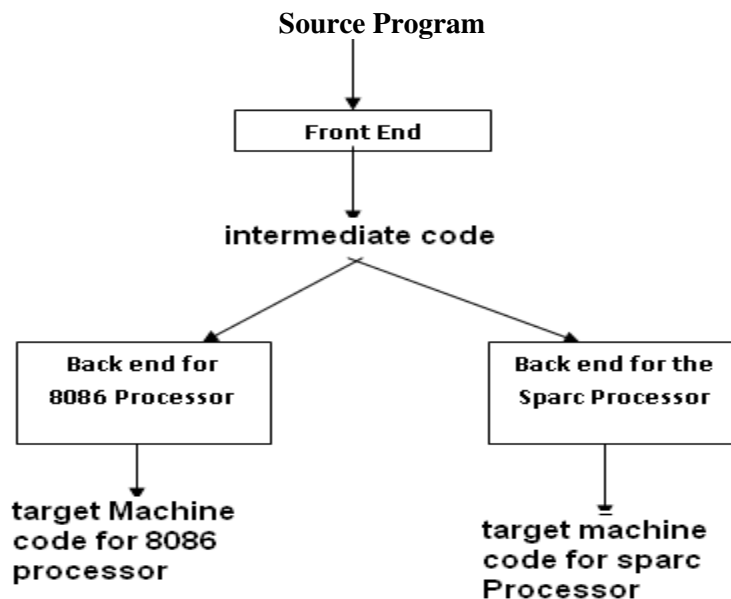 Source Program
Front End
intermediate code
Back end for
8086 Processor
Back end for the
Sparc Processor
target Machine
code for 8086
processor
target machine
code for sparc
Processor